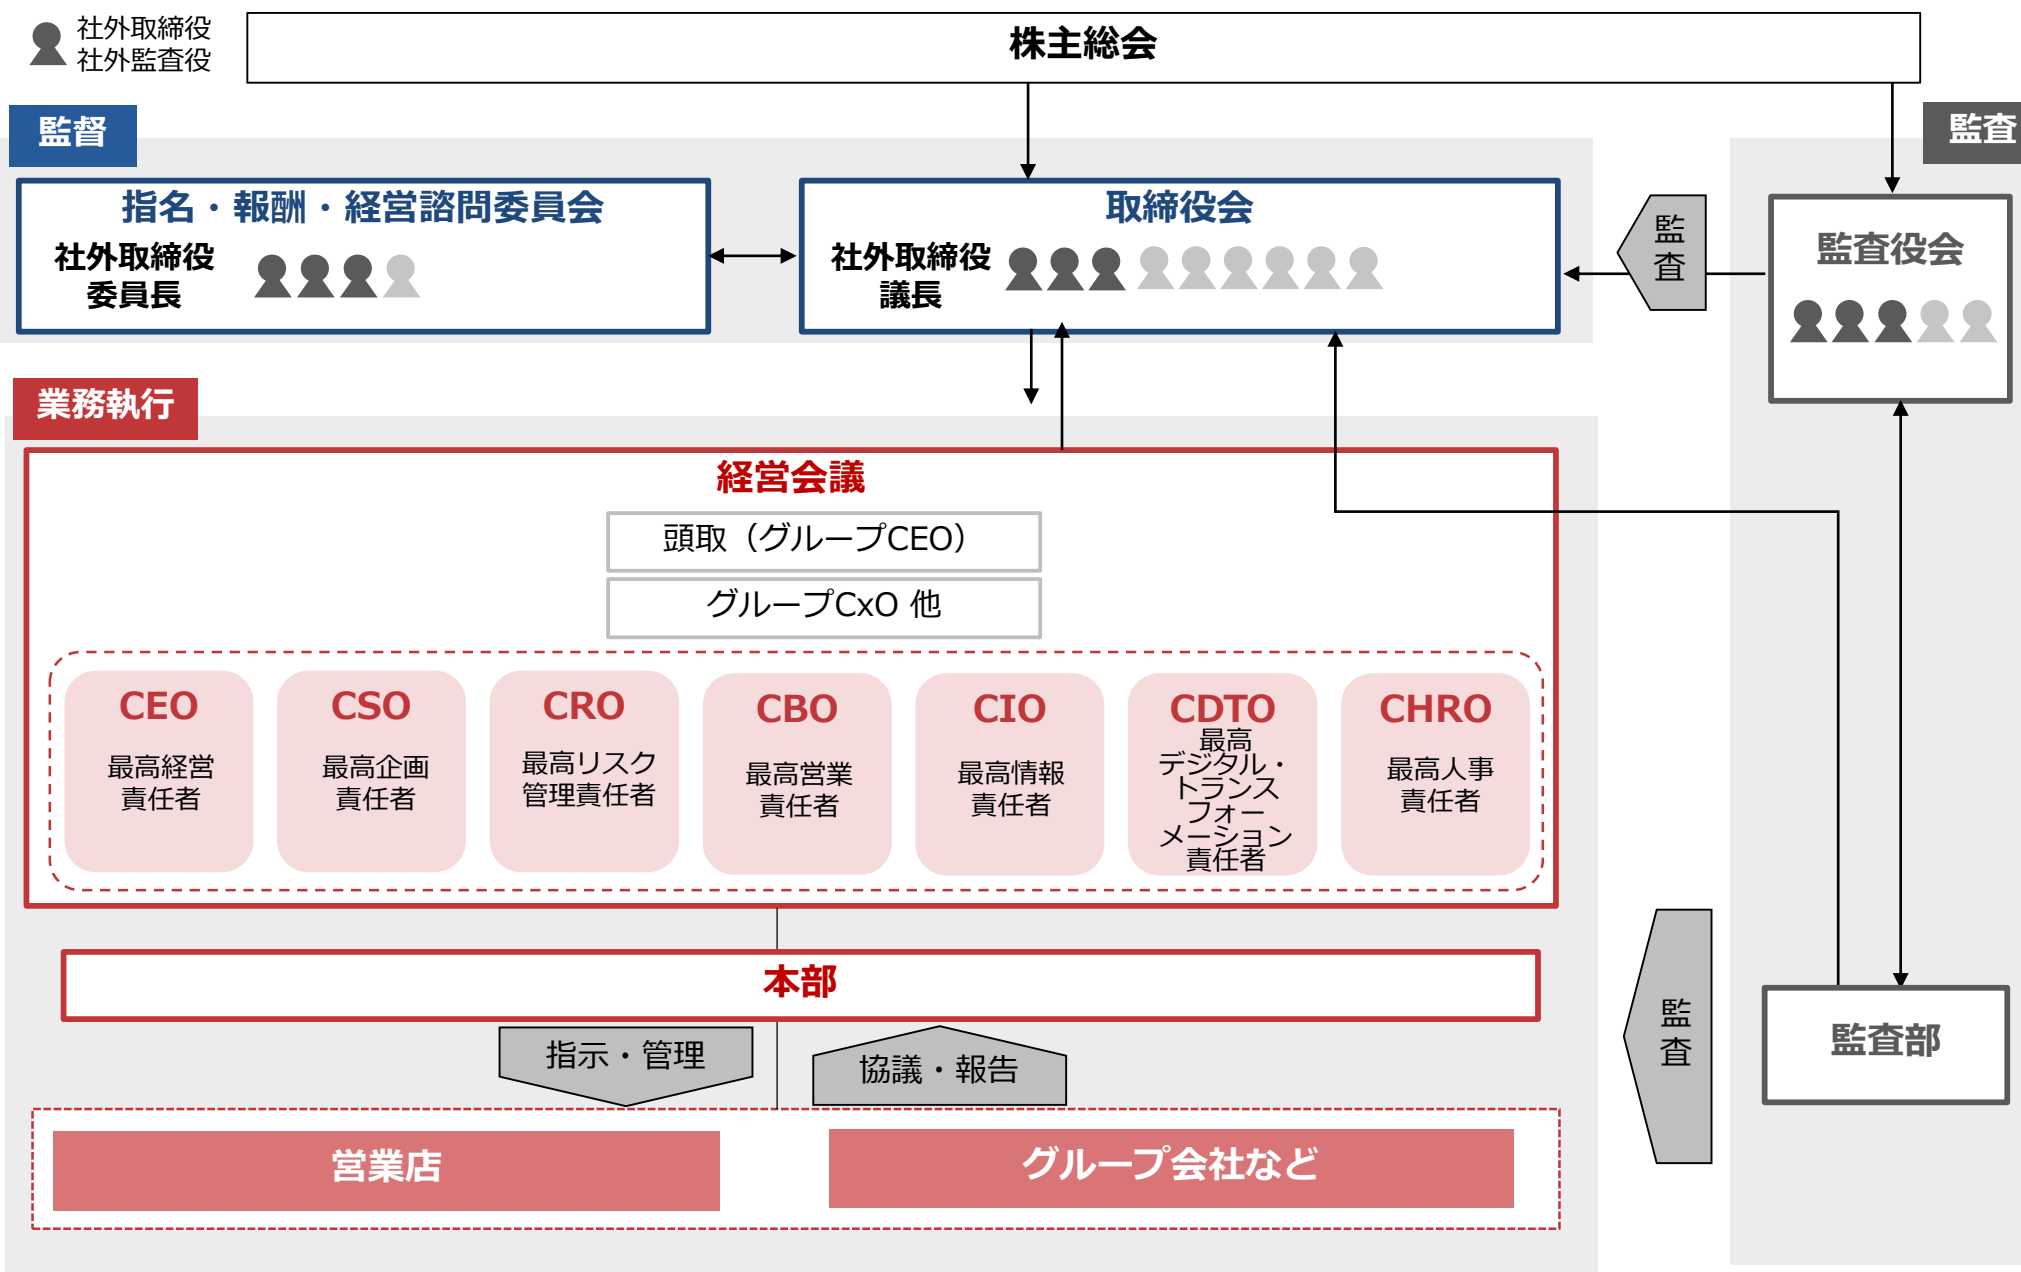 社外取締役
社外監査役
株主総会
監督
監査
指名・報酬・経営諮問委員会
社外取締役
委員長
取締役会
社外取締役
議長
監
査
監査役会
業務執行
経営会議
頭取（グループCEO）
グループCxO 他
CEO
最高経営
責任者
CSO
最高企画
責任者
CRO
最高リスク
管理責任者
CBO
最高営業
責任者
CIO
最高情報
責任者
CDTO
最高
デジタル・
トランス
フォー
メーション
責任者
CHRO
最高人事
責任者
本部
指示・管理
協議・報告
監
査
監査部
営業店
グループ会社など